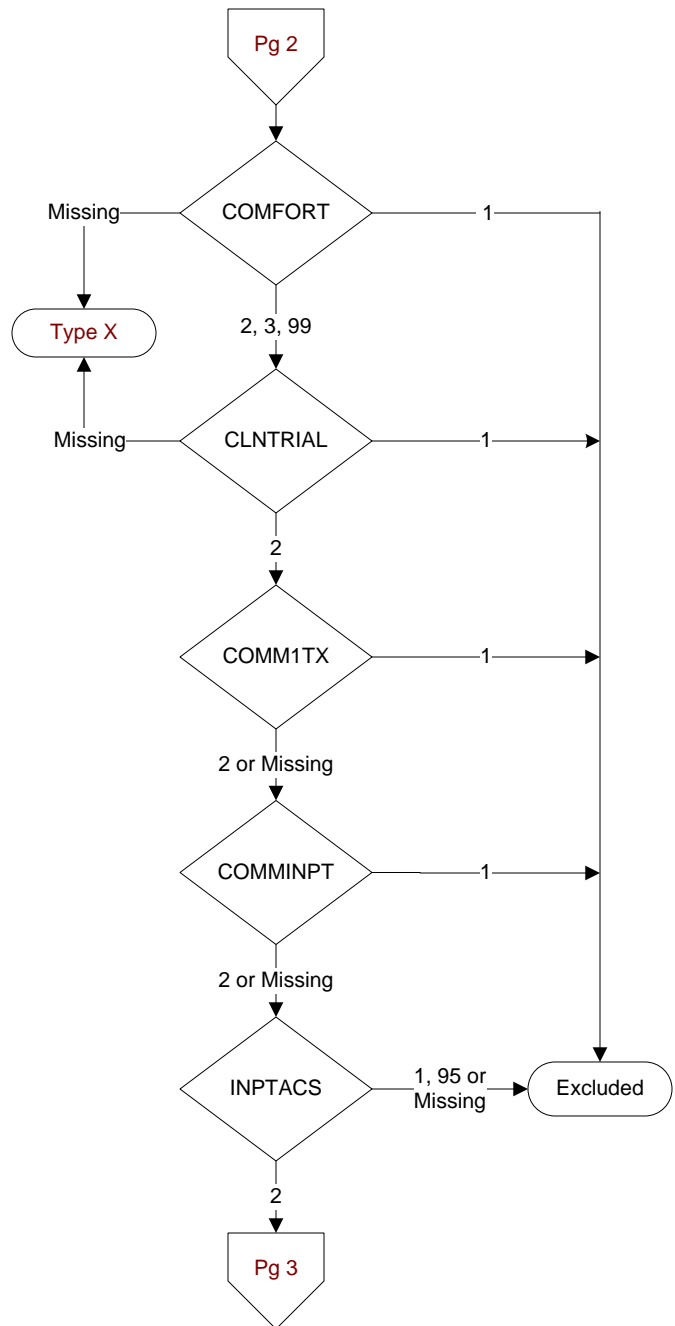 Pg 2
COMFORT
Missing
1
Type X
2, 3, 99
CLNTRIAL
Missing
1
2
COMM1TX
1
2 or Missing
COMMINPT
1
2 or Missing
INPTACS
1, 95 or
Missing
Excluded
2
Pg 3